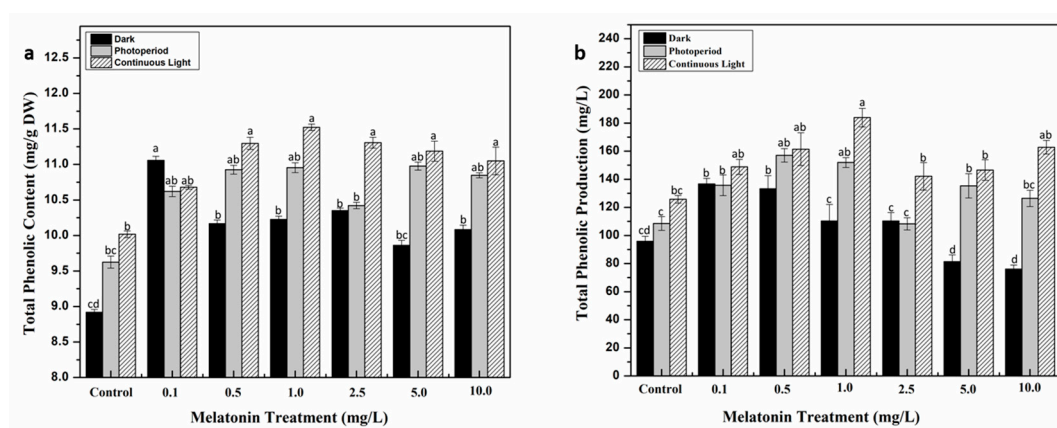 a
Dark
Photoperiod
Continuous Light
Total Phenolic Content (mg/g DW)
12.5
12.0
11.5
11.0
10.5
10.0
9.5
9.0
8.5
8.0
cd
bc
c
a
ab
ab
b
ab
a
b
ab
a
b
b
a
bc
ab
a
b
ab
a
Control
0.1
0.5
1.0
2.5
5.0
10.0
Melatonin Treatment (mg/L)
b
Dark
Photoperiod
Continuous Light
Total Phenolic Production (mg/L)
240
220
200
180
160
140
120
100
80
60
40
20
0
cd
c
bc
ab
ab
ab
b
ab
ab
c
ab
a
c
c
b
d
b
b
d
bc
ab
Control
0.1
0.5
1.0
2.5
5.0
10.0
Melatonin Treatment (mg/L)